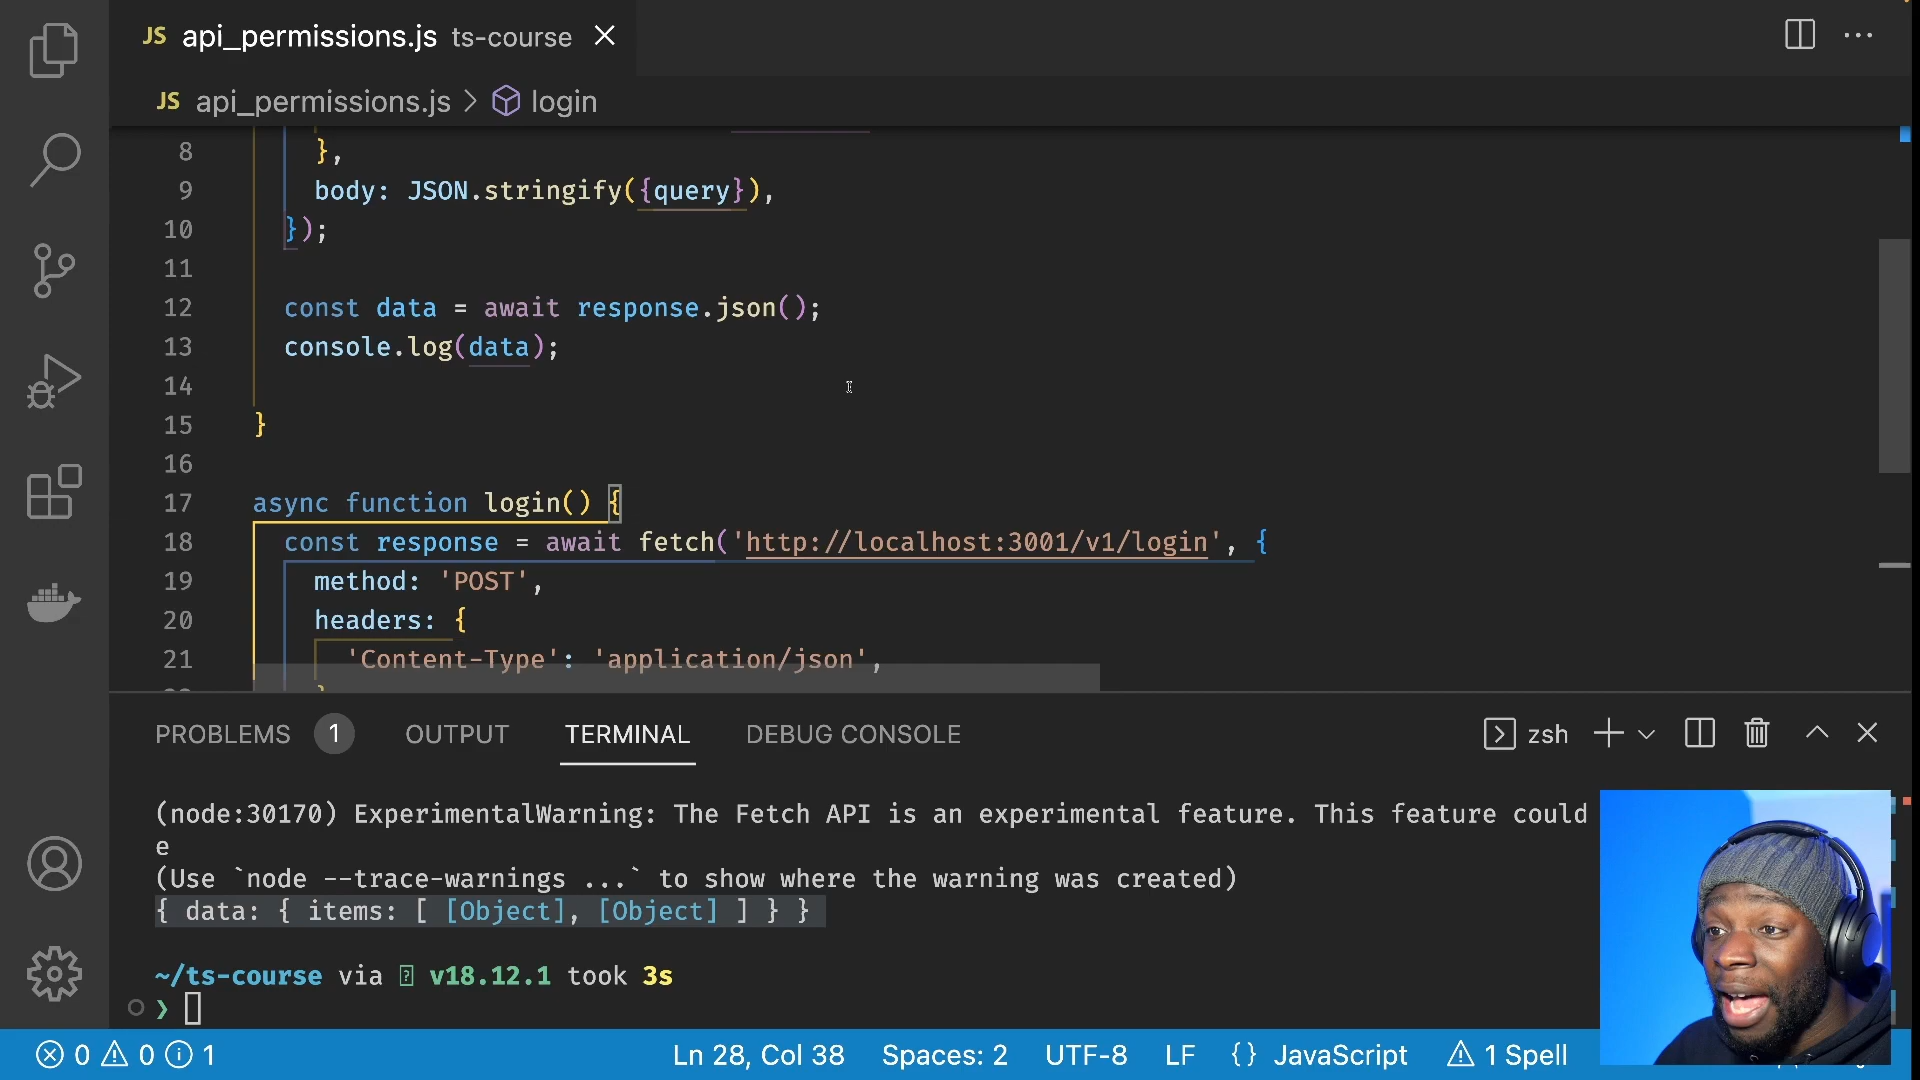 JS api_permissions.js ts-course
JS api_permissions.js > login
8 },
9 body: JSON.stringify({query}),
10 });
11
12 const data = await response.json();
13 console.log(data);
14
15 }
16
17 async function login() {
18 const response = await fetch('http://localhost:3001/v1/login', {
19 method: 'POST',
20 headers: {
21 'Content-Type': 'application/json',
PROBLEMS 1 OUTPUT TERMINAL DEBUG CONSOLE zsh
(node:30170) ExperimentalWarning: The Fetch API is an experimental feature. This feature could
e
(Use `node --trace-warnings ...` to show where the warning was created)
{ data: { items: [ [Object], [Object] ] } }
~/ts-course via v18.12.1 took 3s
❯
0 0 1 Ln 28, Col 38 Spaces: 2 UTF-8 LF {} JavaScript 1 Spell